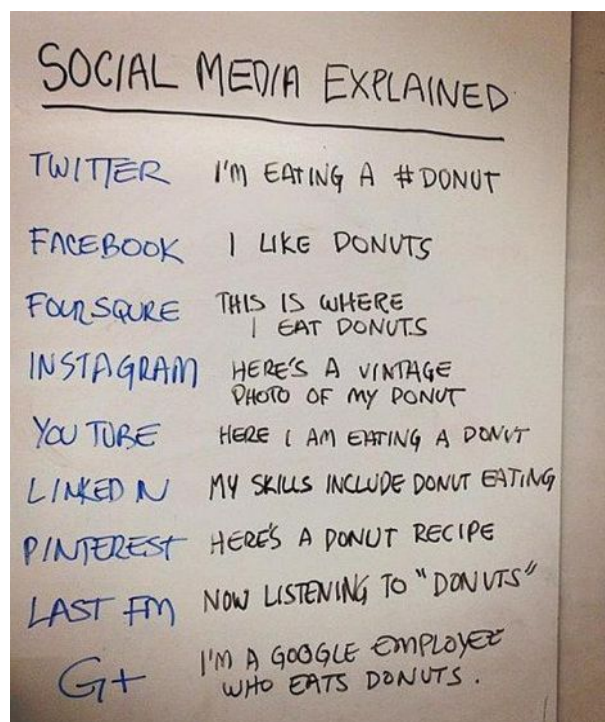 SOCIAL MEDIA EXPLAINED
TWITTER I'M EATING A #DONUT
FACEBOOK I LIKE DONUTS
FOURSQURE THIS IS WHERE
I EAT DONUTS
INSTAGRAM HERE'S A VINTAGE
PHOTO OF MY DONUT
YOU TUBE HERE I AM EATING A DONUT
LINKED IN MY SKILLS INCLUDE DONUT EATING
PINTEREST HERE'S A DONUT RECIPE
LAST FM NOW LISTENING TO "DONUTS"
G+ I'M A GOOGLE EMPLOYEE
WHO EATS DONUTS.